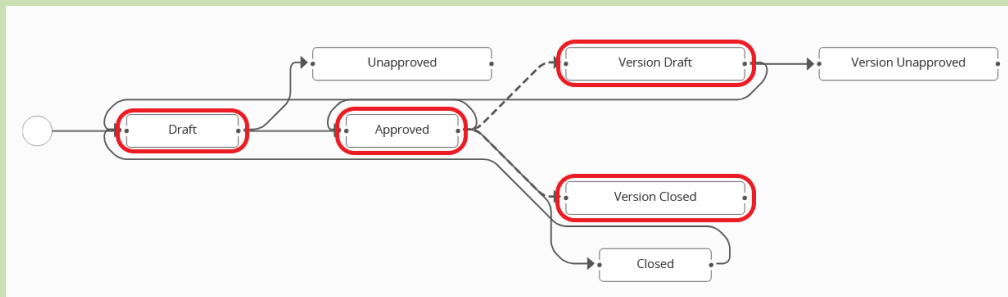 Unapproved
Version Draft
Version Unapproved
Draft
Approved
Version Closed
Closed